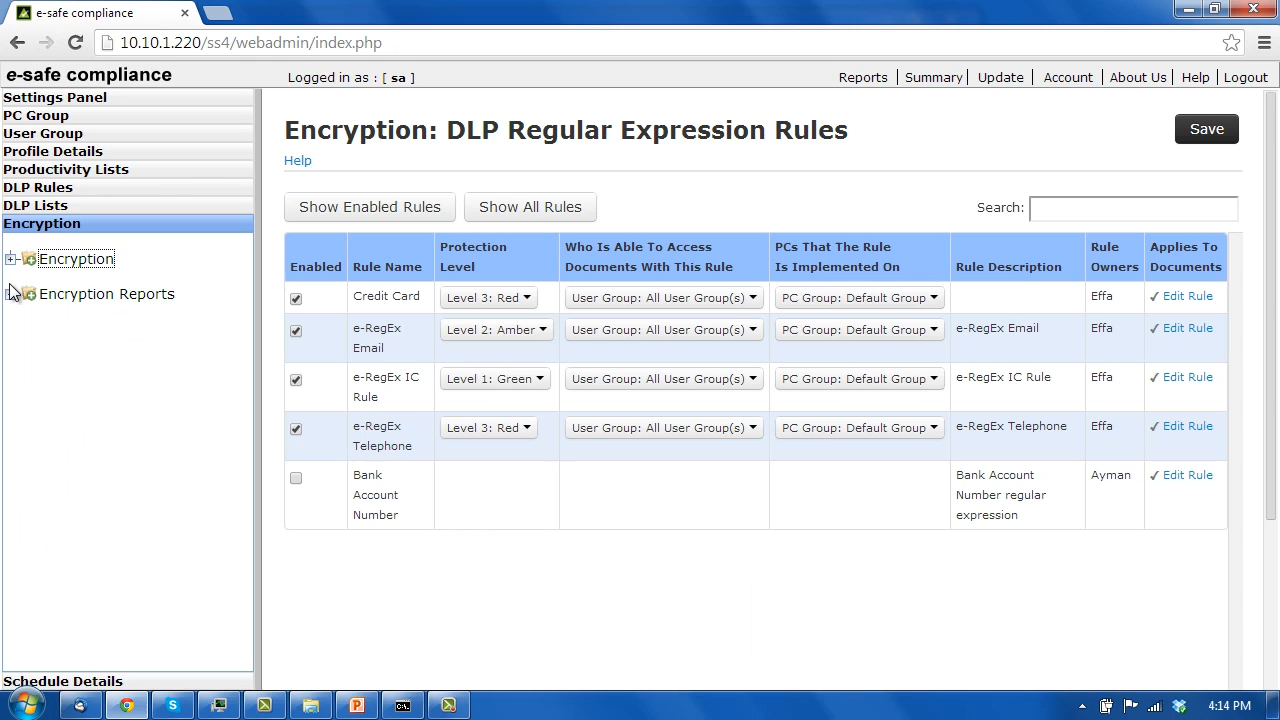 e-safe compliance
10.10.1.220/ss4/webadmin/index.php
e-safe compliance
Logged in as : [ sa ]
Reports Summary Update Account About Us Help Logout
Settings Panel
PC Group
User Group
Profile Details
Productivity Lists
DLP Rules
DLP Lists
Encryption
Encryption
Encryption Reports
Schedule Details
Encryption: DLP Regular Expression Rules
Save
Help
Show Enabled Rules Show All Rules Search:
Protection Who Is Able To Access PCs That The Rule Rule Applies To
Enabled Rule Name Level Documents With This Rule Is Implemented On Rule Description Owners Documents
Credit Card Level 3: Red User Group: All User Group(s) PC Group: Default Group Effa ✓ Edit Rule
e-RegEx Level 2: Amber User Group: All User Group(s) PC Group: Default Group e-RegEx Email Effa ✓ Edit Rule
Email
e-RegEx IC Level 1: Green User Group: All User Group(s) PC Group: Default Group e-RegEx IC Rule Effa ✓ Edit Rule
Rule
e-RegEx Level 3: Red User Group: All User Group(s) PC Group: Default Group e-RegEx Telephone Effa ✓ Edit Rule
Telephone
Bank Bank Account Ayman ✓ Edit Rule
Account Number regular
Number expression
4:14 PM